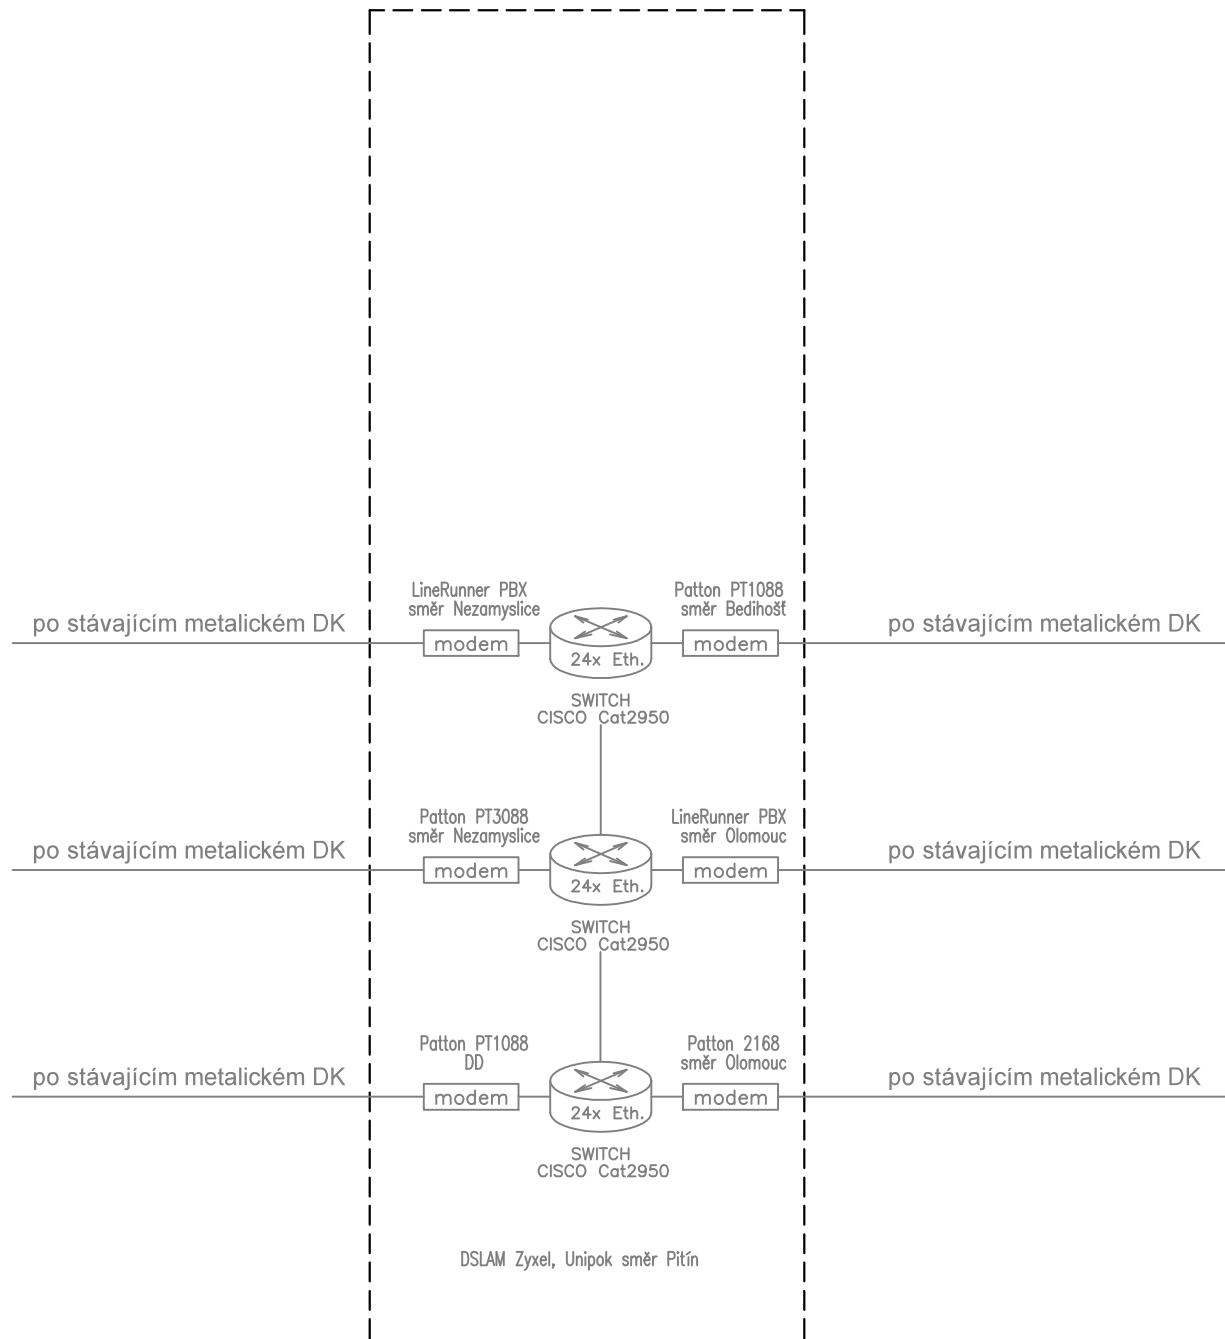 LineRunner PBX
směr Nezamyslice
Patton PT1088
směr Bedihošť
po stávajícím metalickém DK
modem
24x Eth.
modem
po stávajícím metalickém DK
SWITCH
CISCO Cat2950
Patton PT3088
směr Nezamyslice
LineRunner PBX
směr Olomouc
po stávajícím metalickém DK
modem
24x Eth.
modem
po stávajícím metalickém DK
SWITCH
CISCO Cat2950
Patton PT1088
DD
Patton 2168
směr Olomouc
po stávajícím metalickém DK
modem
24x Eth.
modem
po stávajícím metalickém DK
SWITCH
CISCO Cat2950
DSLAM Zyxel, Unipok směr Pitín